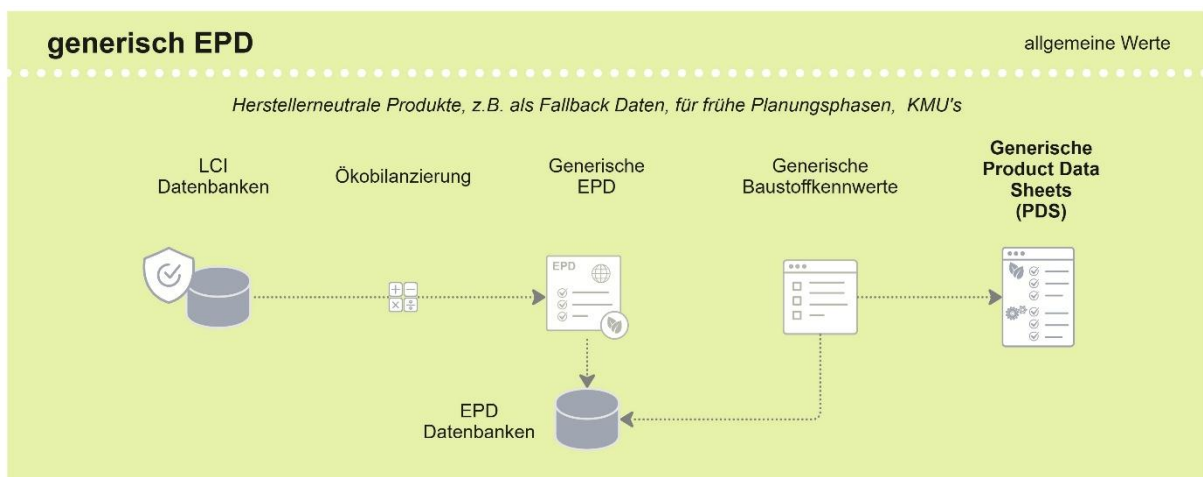 generisch EPD
allgemeine Werte
Herstellerneutrale Produkte, z.B. als Fallback Daten, für frühe Planungsphasen, KMU's
LCI
Datenbanken
Ökobilanzierung
Generische
EPD
Generische
Baustoffkennwerte
Generische
Product Data
Sheets
(PDS)
EPD
EPD
Datenbanken